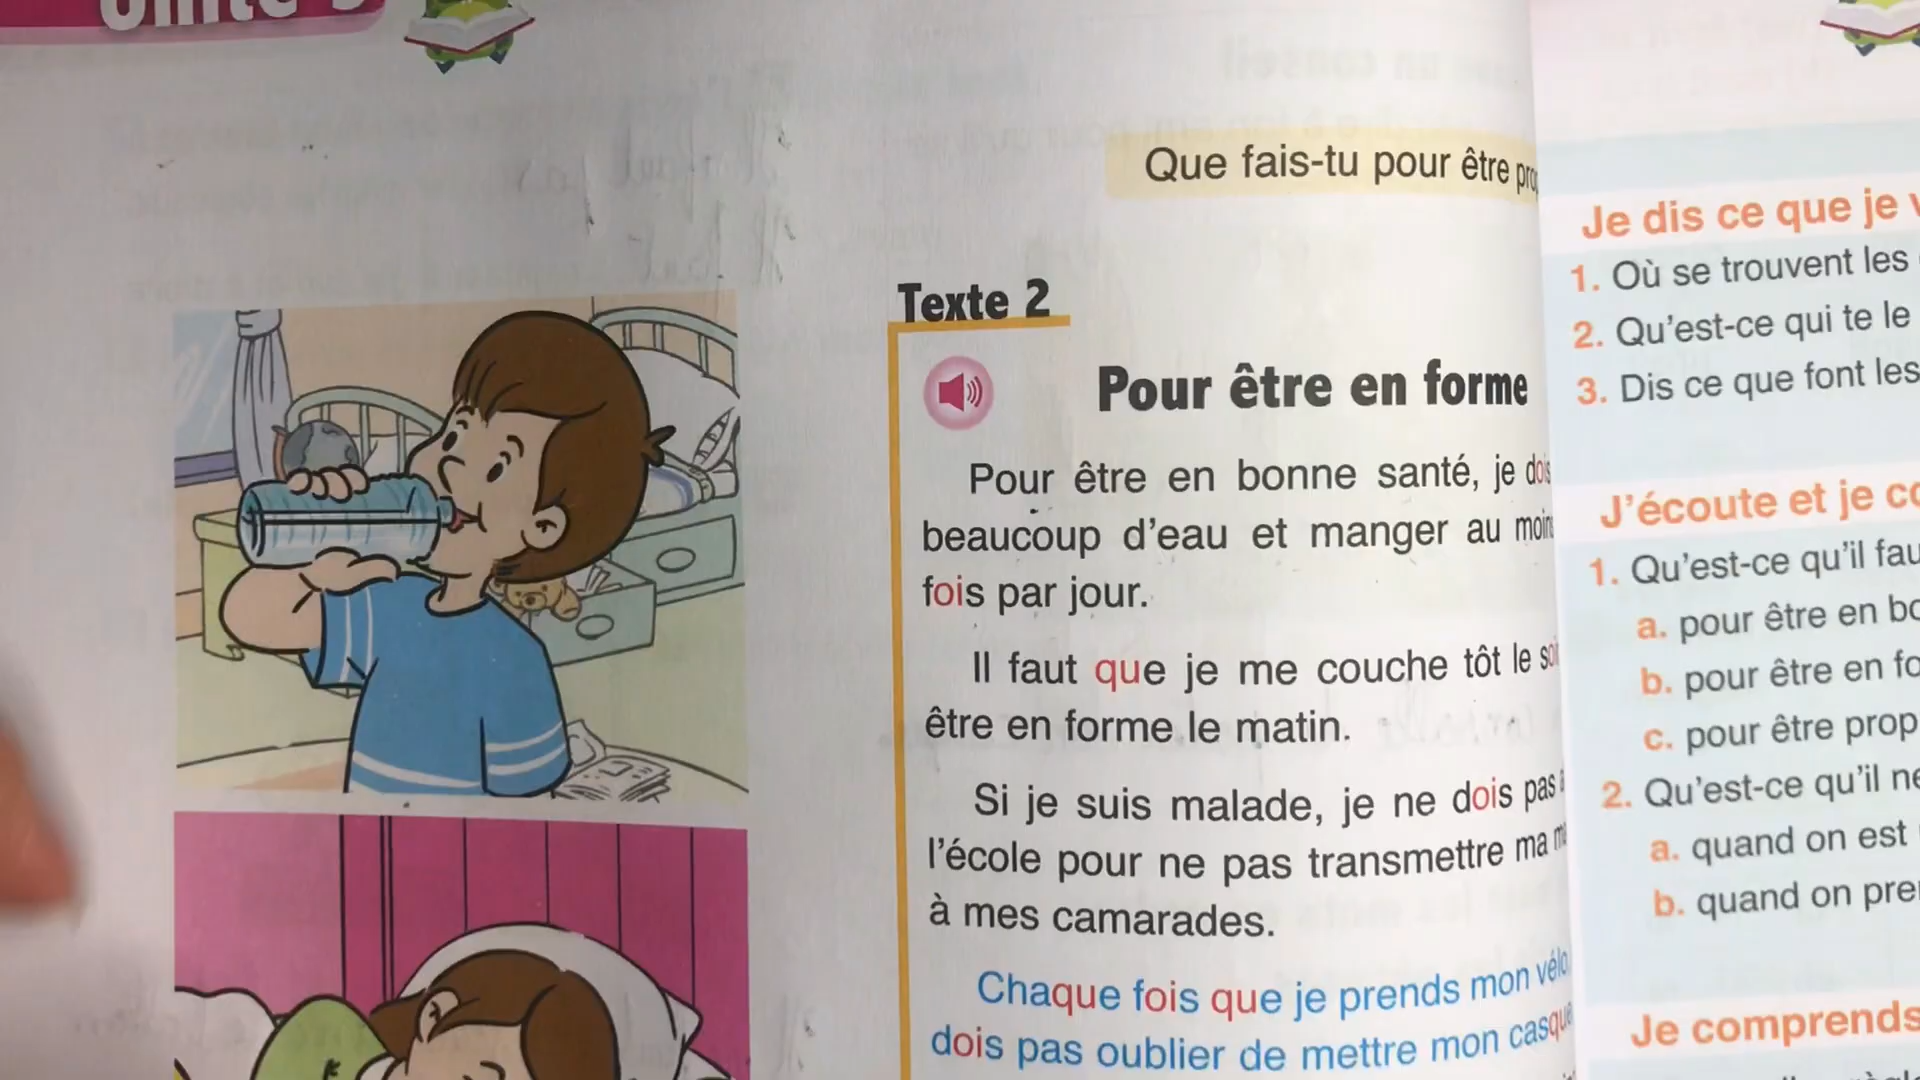 Que fais-tu pour être
Texte 2
Pour être en forme
Pour être en bonne santé, je dois
beaucoup d'eau et manger au
fois par jour.
Il faut que je me couche tôt le
être en forme le matin.
Si je suis malade, je ne dois pas
l'école pour ne pas transmettre ma
à mes camarades.
Chaque fois que je prends mon vélo
dois pas oublier de mettre mon casque
Je dis ce que je
1. Où se trouvent les
2. Qu'est-ce qui te le
3. Dis ce que font les
J'écoute et je
1. Qu'est-ce qu'il
a. pour être en
b. pour être en
c. pour être
2. Qu'est-ce qu'il
a. quand on est
b. quand on
Je comprends